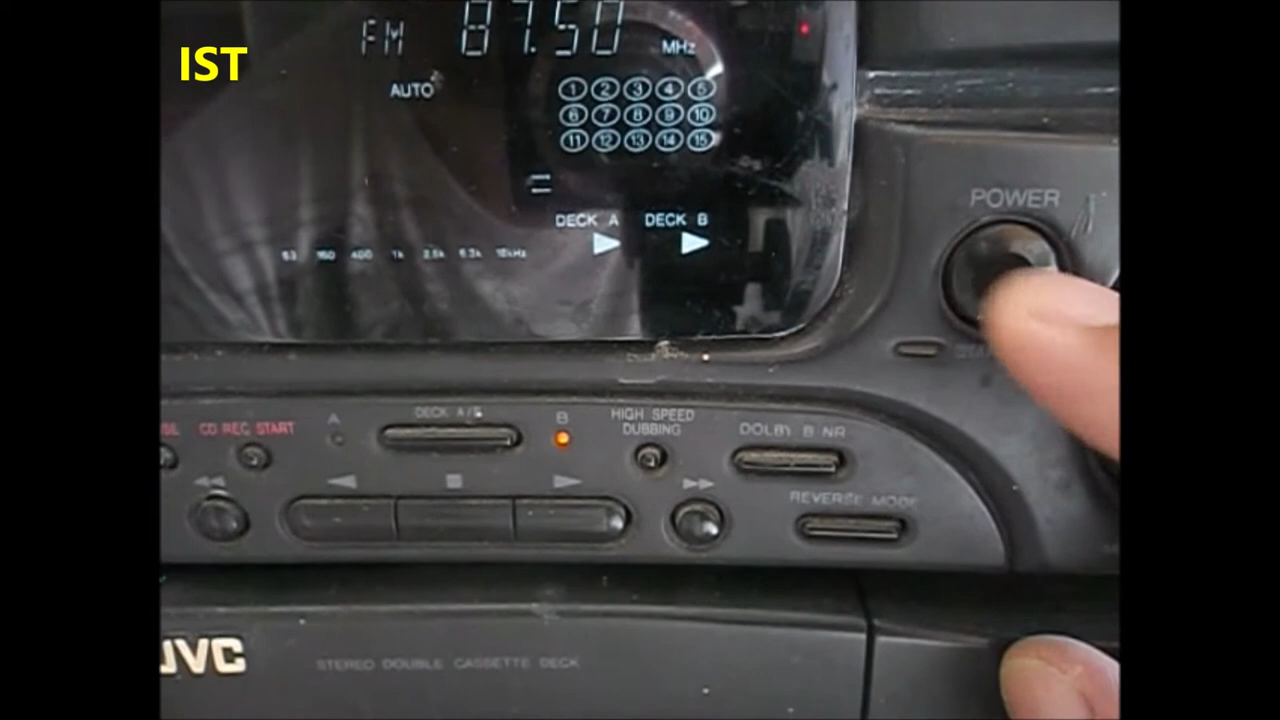 IST
FM 87.50 MHz
AUTO
1 2 3 4 5
6 7 8 9 10
11 12 13 14 15
DECK A DECK B
63 160 400 1k 2.5k 6.3k 16kHz
POWER
CD REC START
A
DECK A/B
B
HIGH SPEED
DUBBING
DOLBY B NR
REVERSE MODE
JVC
STEREO DOUBLE CASSETTE DECK